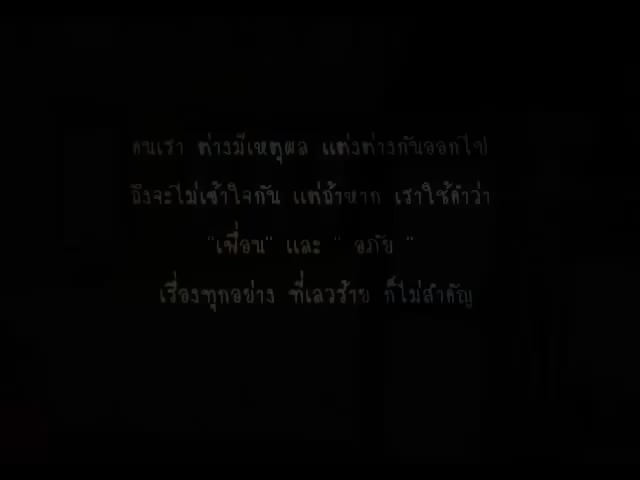 คนเรา ต่างมีเหตุผล แต่งต่างกันออกไป
ถึงจะไม่เข้าใจกัน แต่ถ้าหาก เราใช้คำว่า
"เพื่อน" และ " อภัย "
เรื่องทุกอย่าง ที่เลวร้าย ก็ไม่สำคัญ